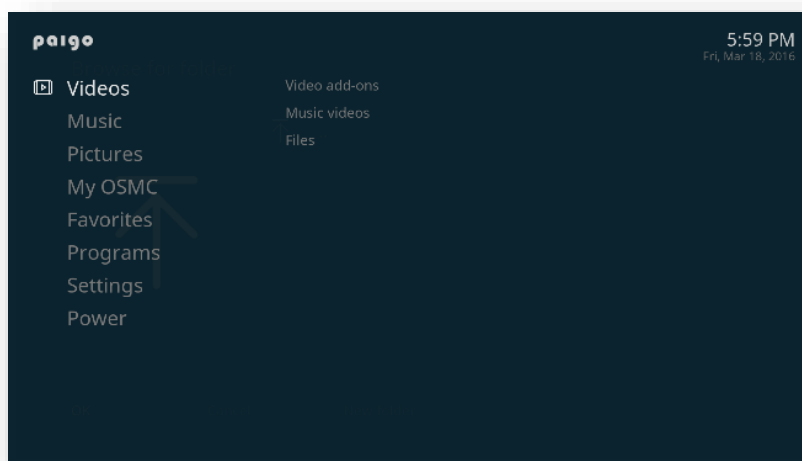 paigo
5:59 PM
Fri, Mar 18, 2016
Videos
Music
Pictures
My OSMC
Favorites
Programs
Settings
Power
Video add-ons
Music videos
Files